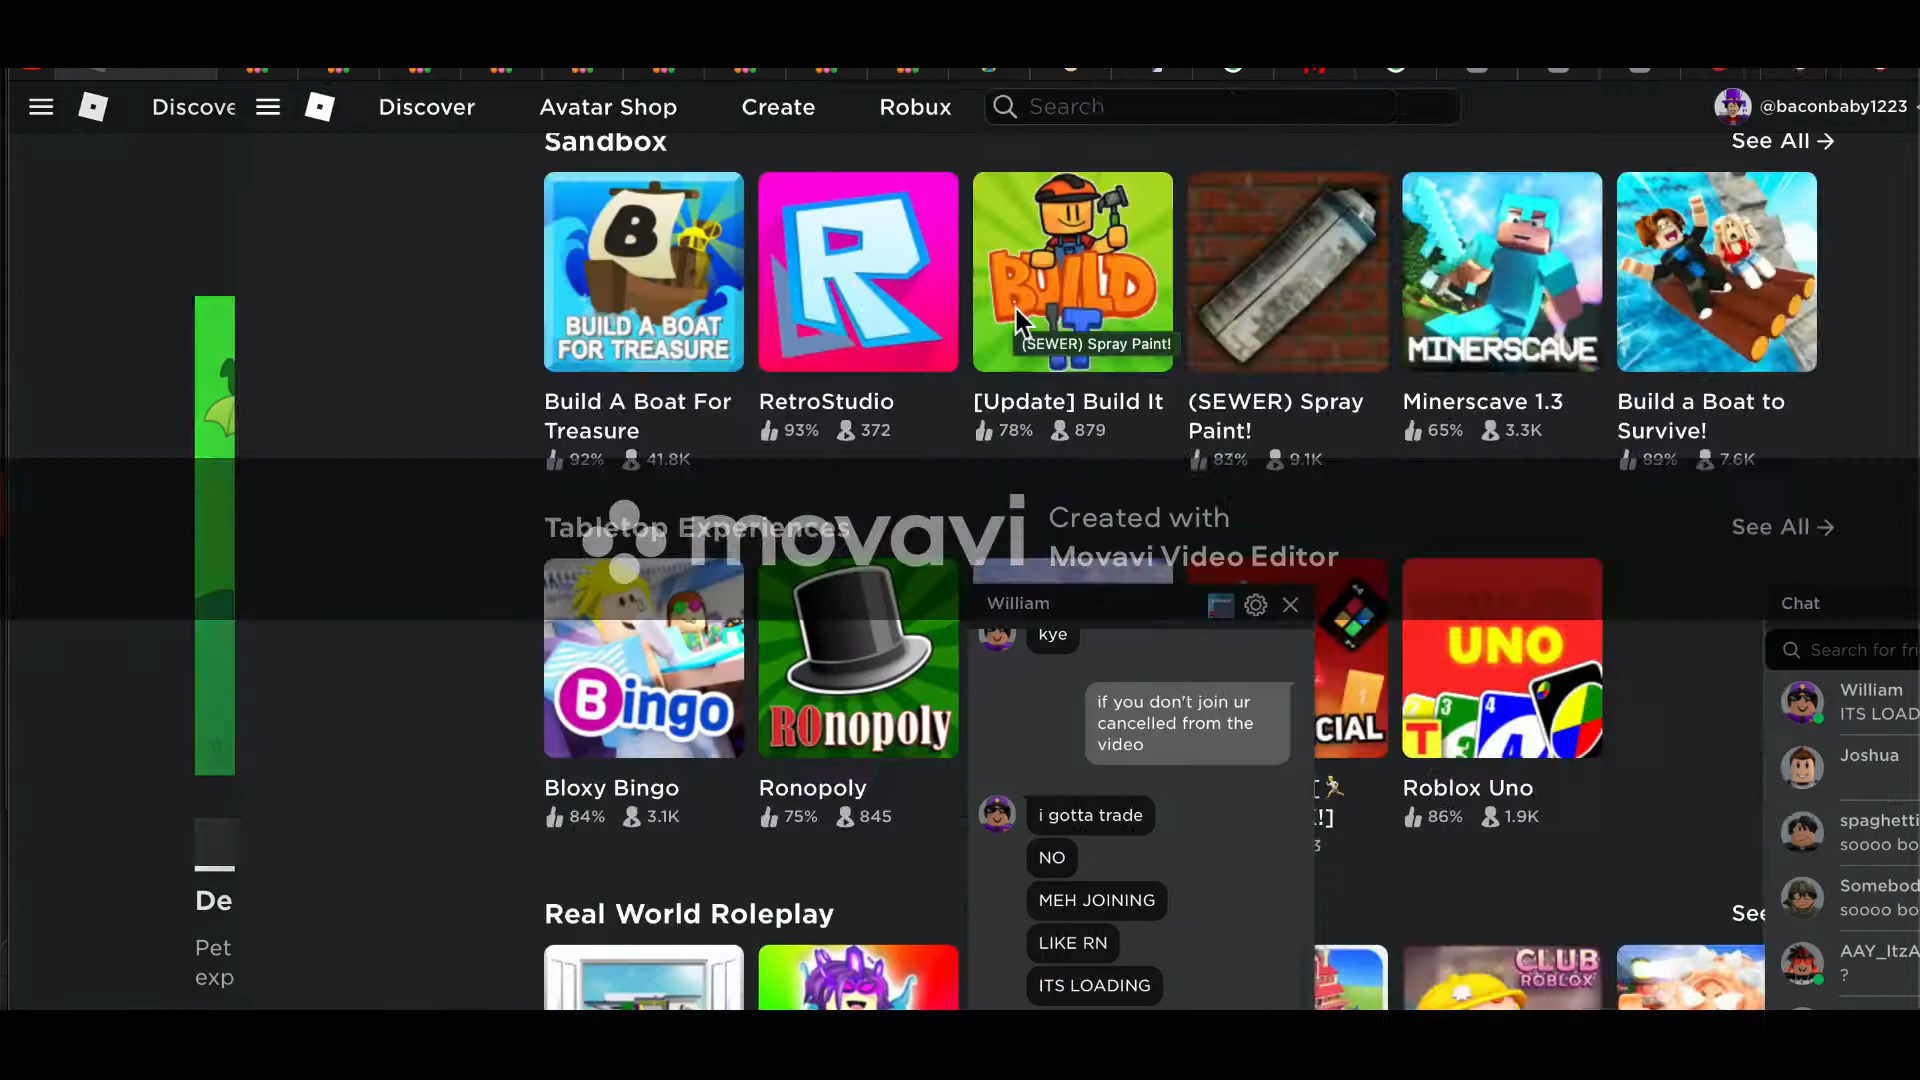 Discove
Discover
Avatar Shop
Create
Robux
Search
@baconbaby1223
Sandbox
See All
B
BUILD A BOAT
FOR TREASURE
R
BUILD IT
(SEWER) Spray Paint!
MINERSCAVE
Build A Boat For
Treasure
92% 41.8K
RetroStudio
93% 372
[Update] Build It
78% 879
(SEWER) Spray
Paint!
83% 9.1K
Minerscave 1.3
65% 3.3K
Build a Boat to
Survive!
89% 7.6K
Tabletop Experiences
See All
movavi
Created with
Movavi Video Editor
Bingo
ROnopoly
CIAL
UNO
Bloxy Bingo
84% 3.1K
Ronopoly
75% 845
!]
3
Roblox Uno
86% 1.9K
William
kye
if you don't join ur
cancelled from the
video
i gotta trade
NO
MEH JOINING
LIKE RN
ITS LOADING
Chat
Search for fri
William
ITS LOAD
Joshua
spaghetti
soooo bo
Somebod
soooo bo
AAY_ItzA
?
De
Pet
exp
Real World Roleplay
See
CLUB
ROBLOX